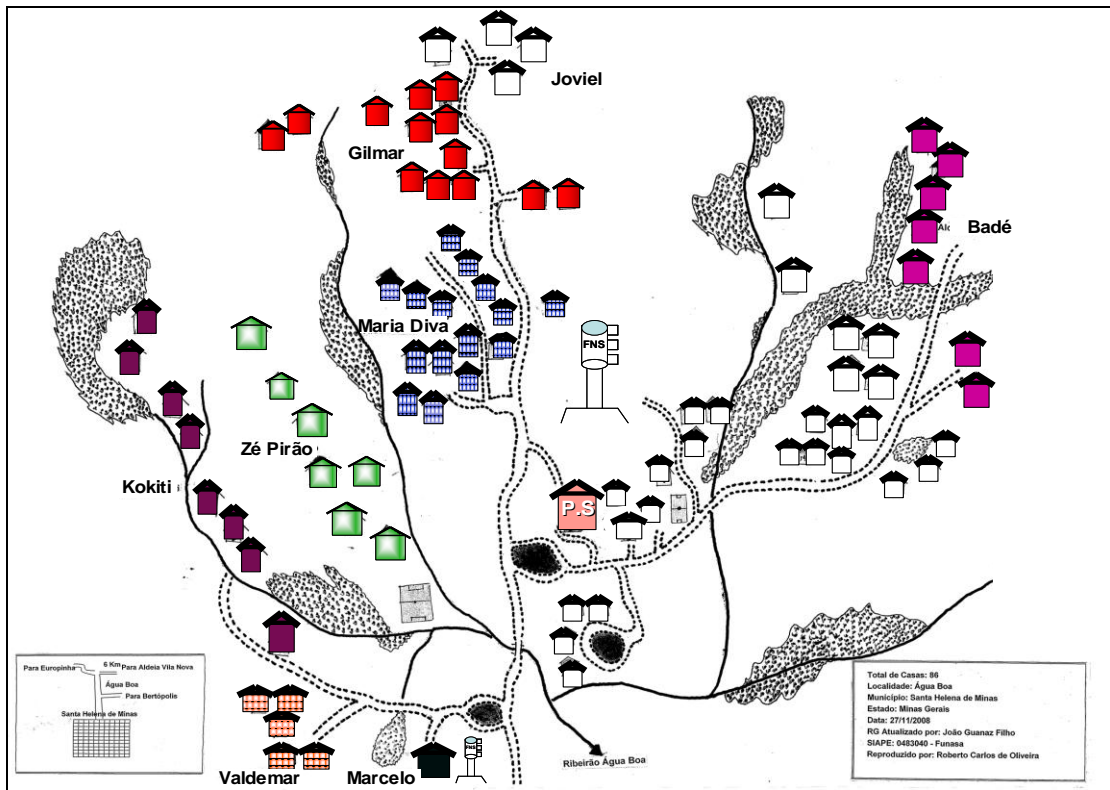 Joviel
Gilmar
Badé
Maria Diva
FNS
Zé Pirão
Kokiti
P.S
Para Europinha
6 Km
Para Aldeia Vila Nova
Água Boa
Para Bertópolis
Santa Helena de Minas
Valdemar
Marcelo
FNS
Ribeirão Água Boa
Total de Casas: 86
Localidade: Água Boa
Município: Santa Helena de Minas
Estado: Minas Gerais
Data: 27/11/2008
RG Atualizado por: João Guanaz Filho
SIAPE: 0483040 - Funasa
Reproduzido por: Roberto Carlos de Oliveira